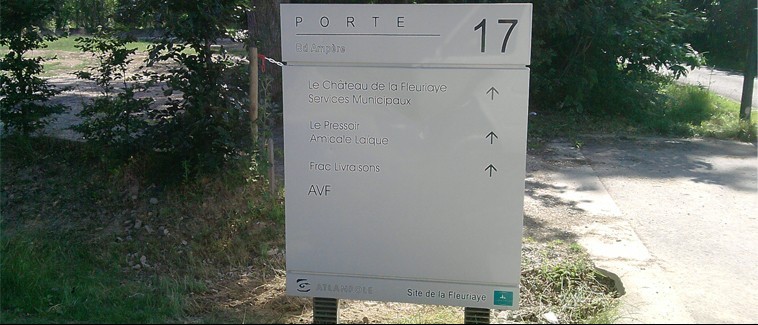 PORTE 17
Bd Ampère
Le Château de la Fleuriaye
Services Municipaux
Le Pressoir
Amicale Laïque
Frac Livraisons
AVF
ATLANPOLE
Site de la Fleuriaye